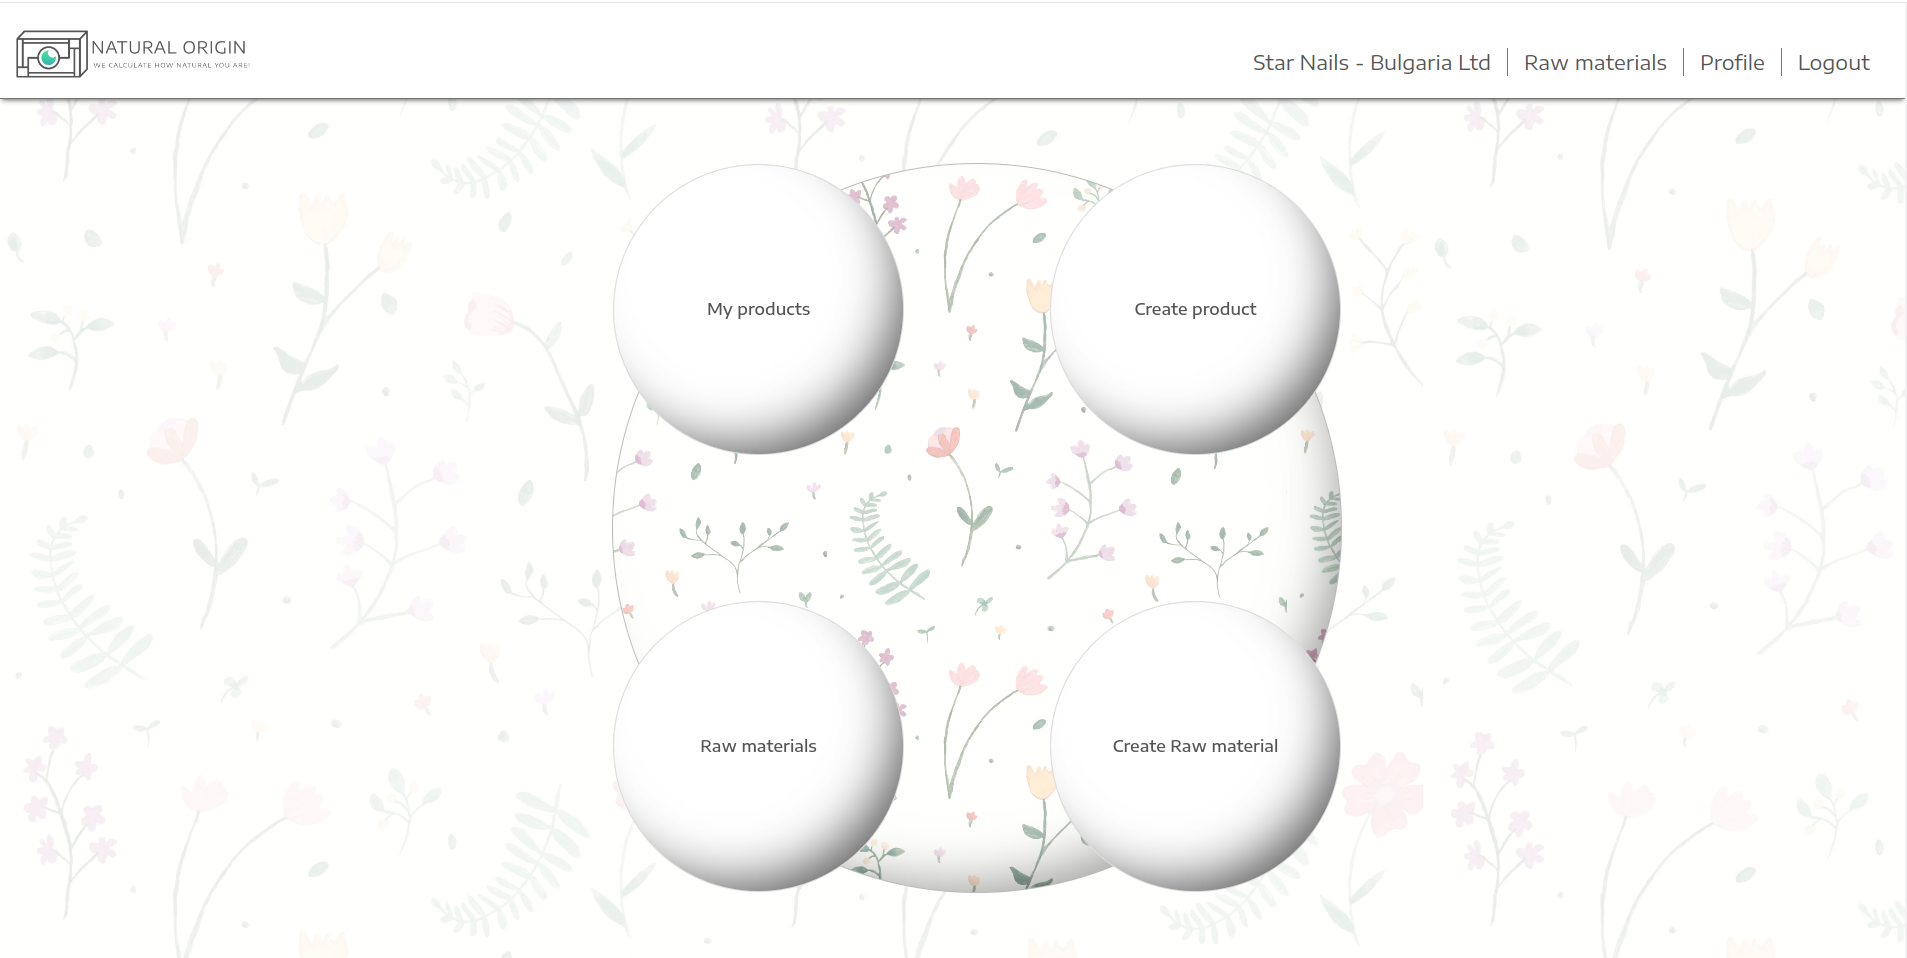 NATURAL ORIGIN
WE CALCULATE HOW NATURAL YOU ARE!
Star Nails - Bulgaria Ltd
Raw materials
Profile
Logout
My products
Create product
Raw materials
Create Raw material